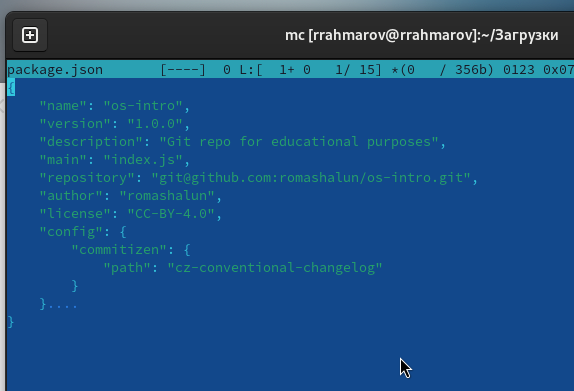 mc [rrahmarov@rrahmarov]:~/Загрузки
package.json       [----]  0 L:[  1+ 0   1/ 15] *(0   / 356b) 0123 0x07
{
    "name": "os-intro",
    "version": "1.0.0",
    "description": "Git repo for educational purposes",
    "main": "index.js",
    "repository": "git@github.com:romashalun/os-intro.git",
    "author": "romashalun",
    "license": "CC-BY-4.0",
    "config": {
        "commitizen": {
            "path": "cz-conventional-changelog"
        }
    }....
}